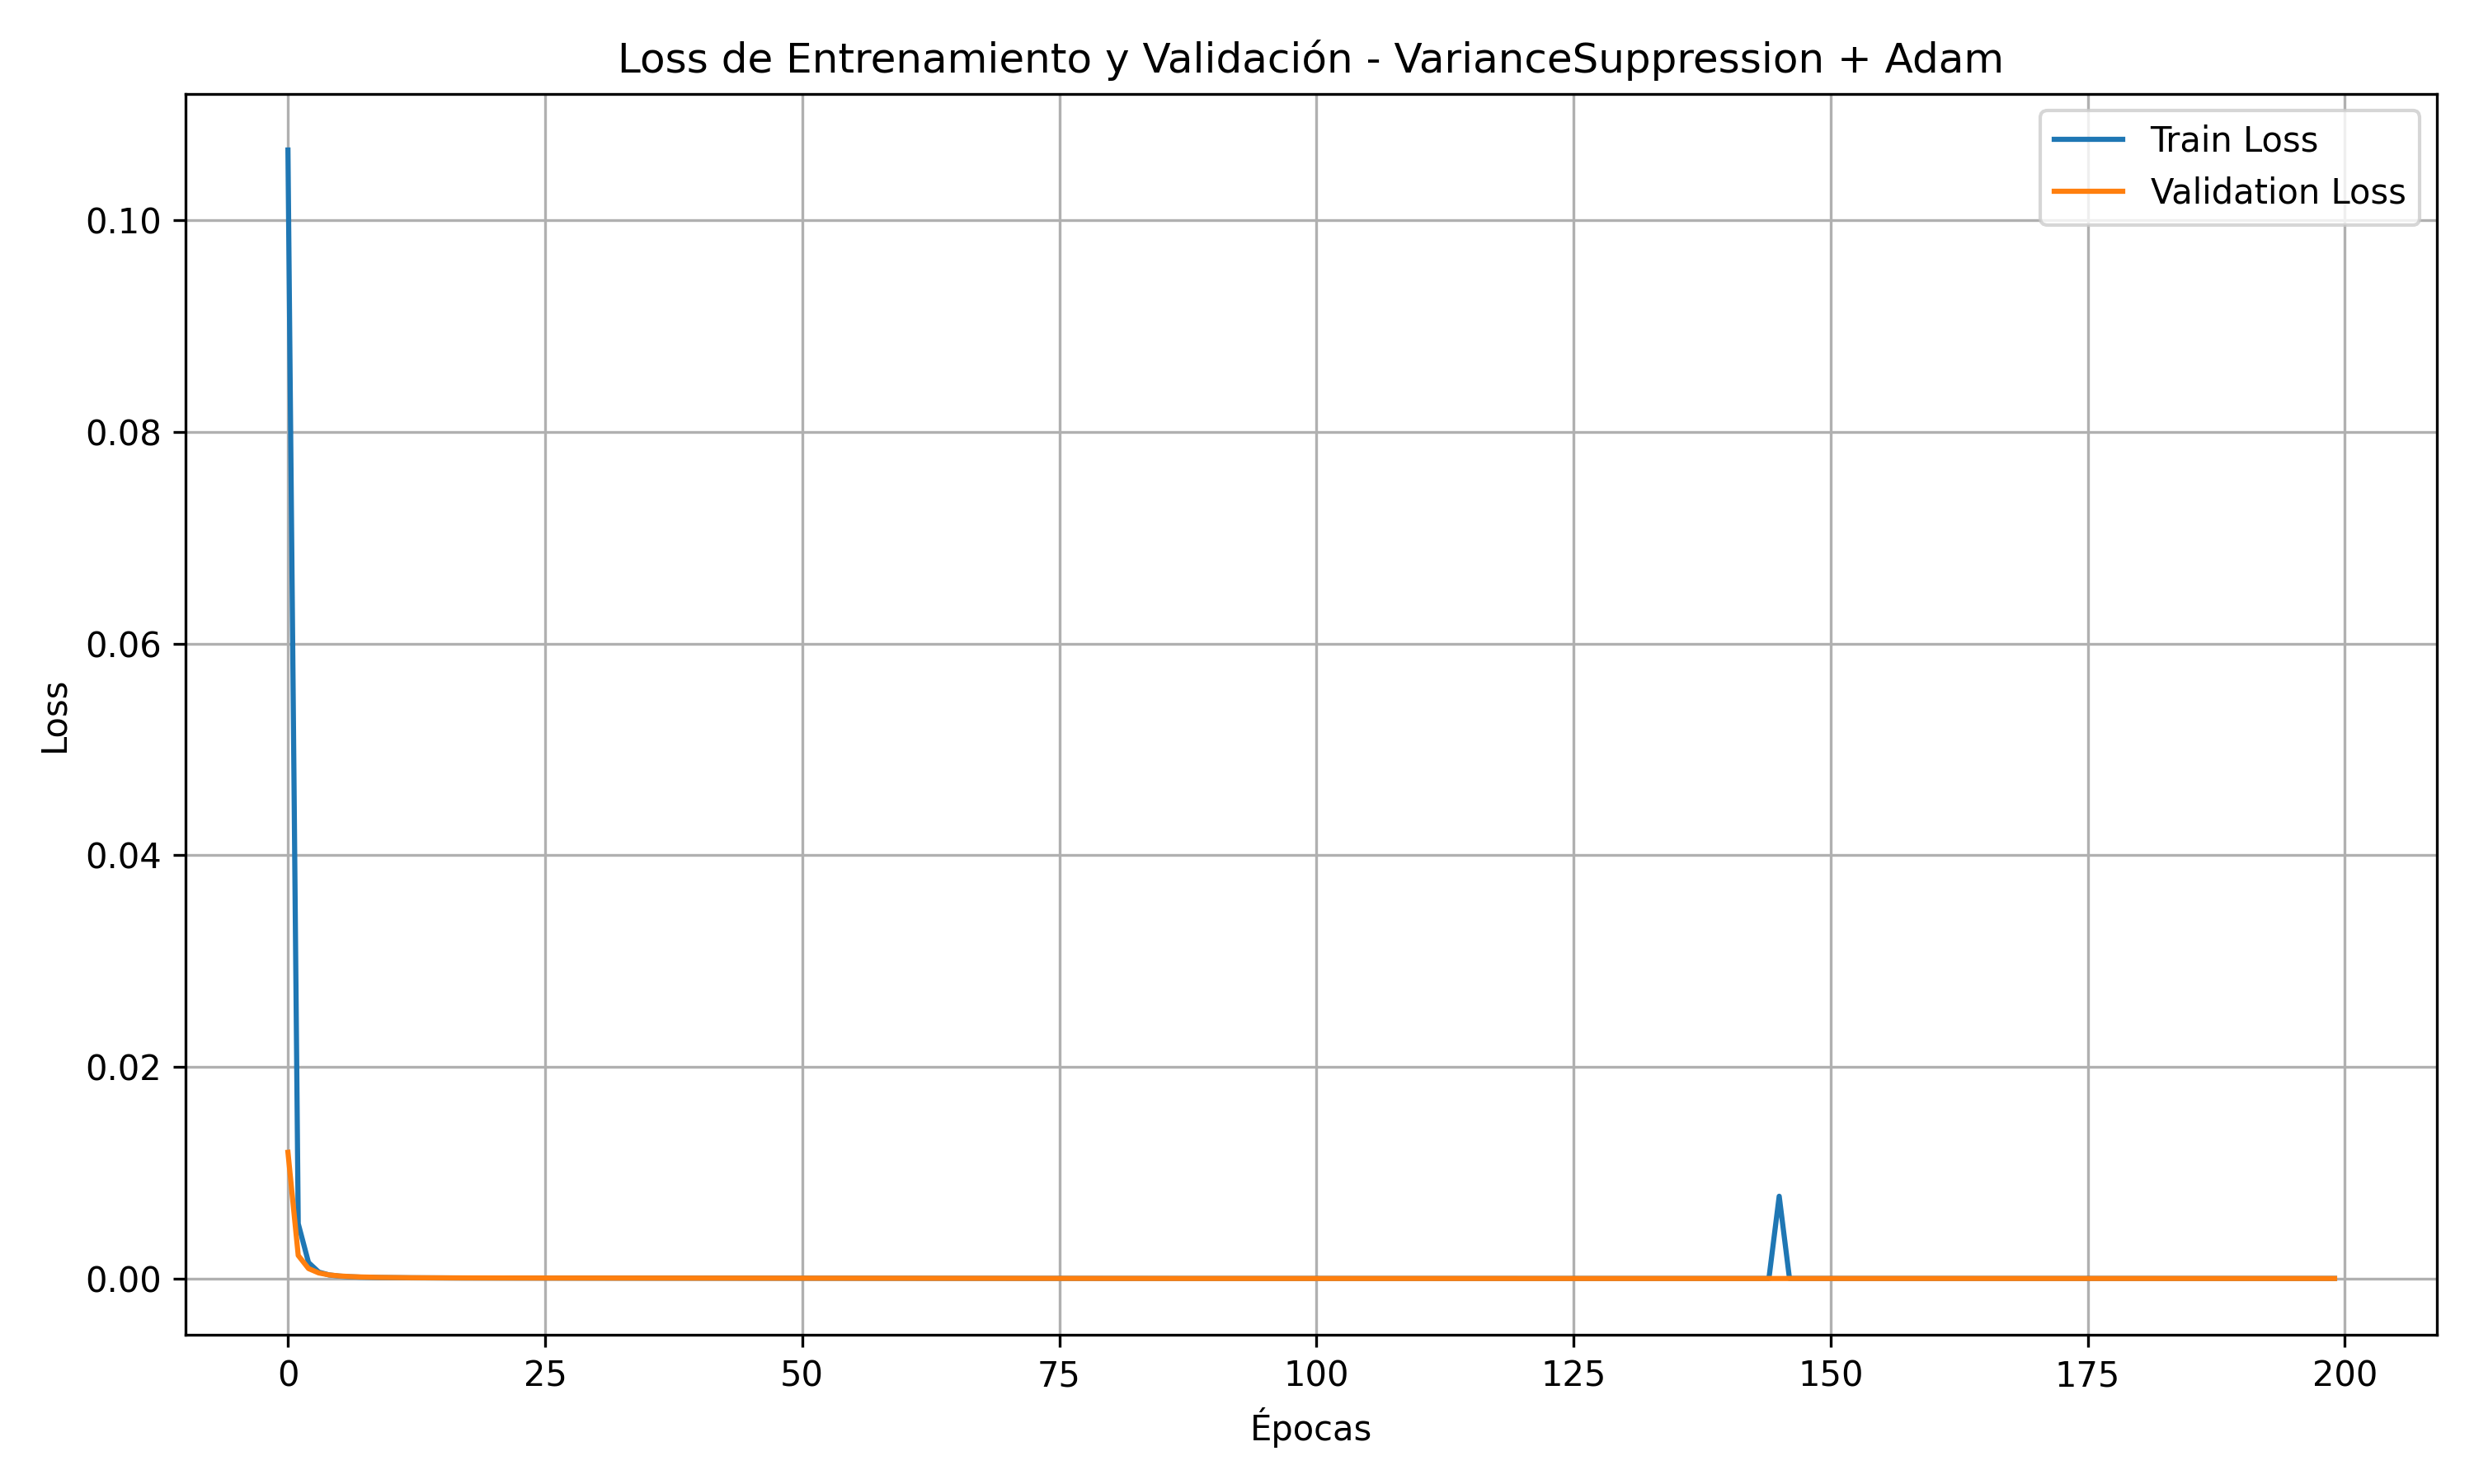 Loss de Entrenamiento y Validación - VarianceSuppression + Adam
Train Loss
Validation Loss
0.10
0.08
0.06
0.04
0.02
0.00
Loss
0 25 50 75 100 125 150 175 200
Épocas